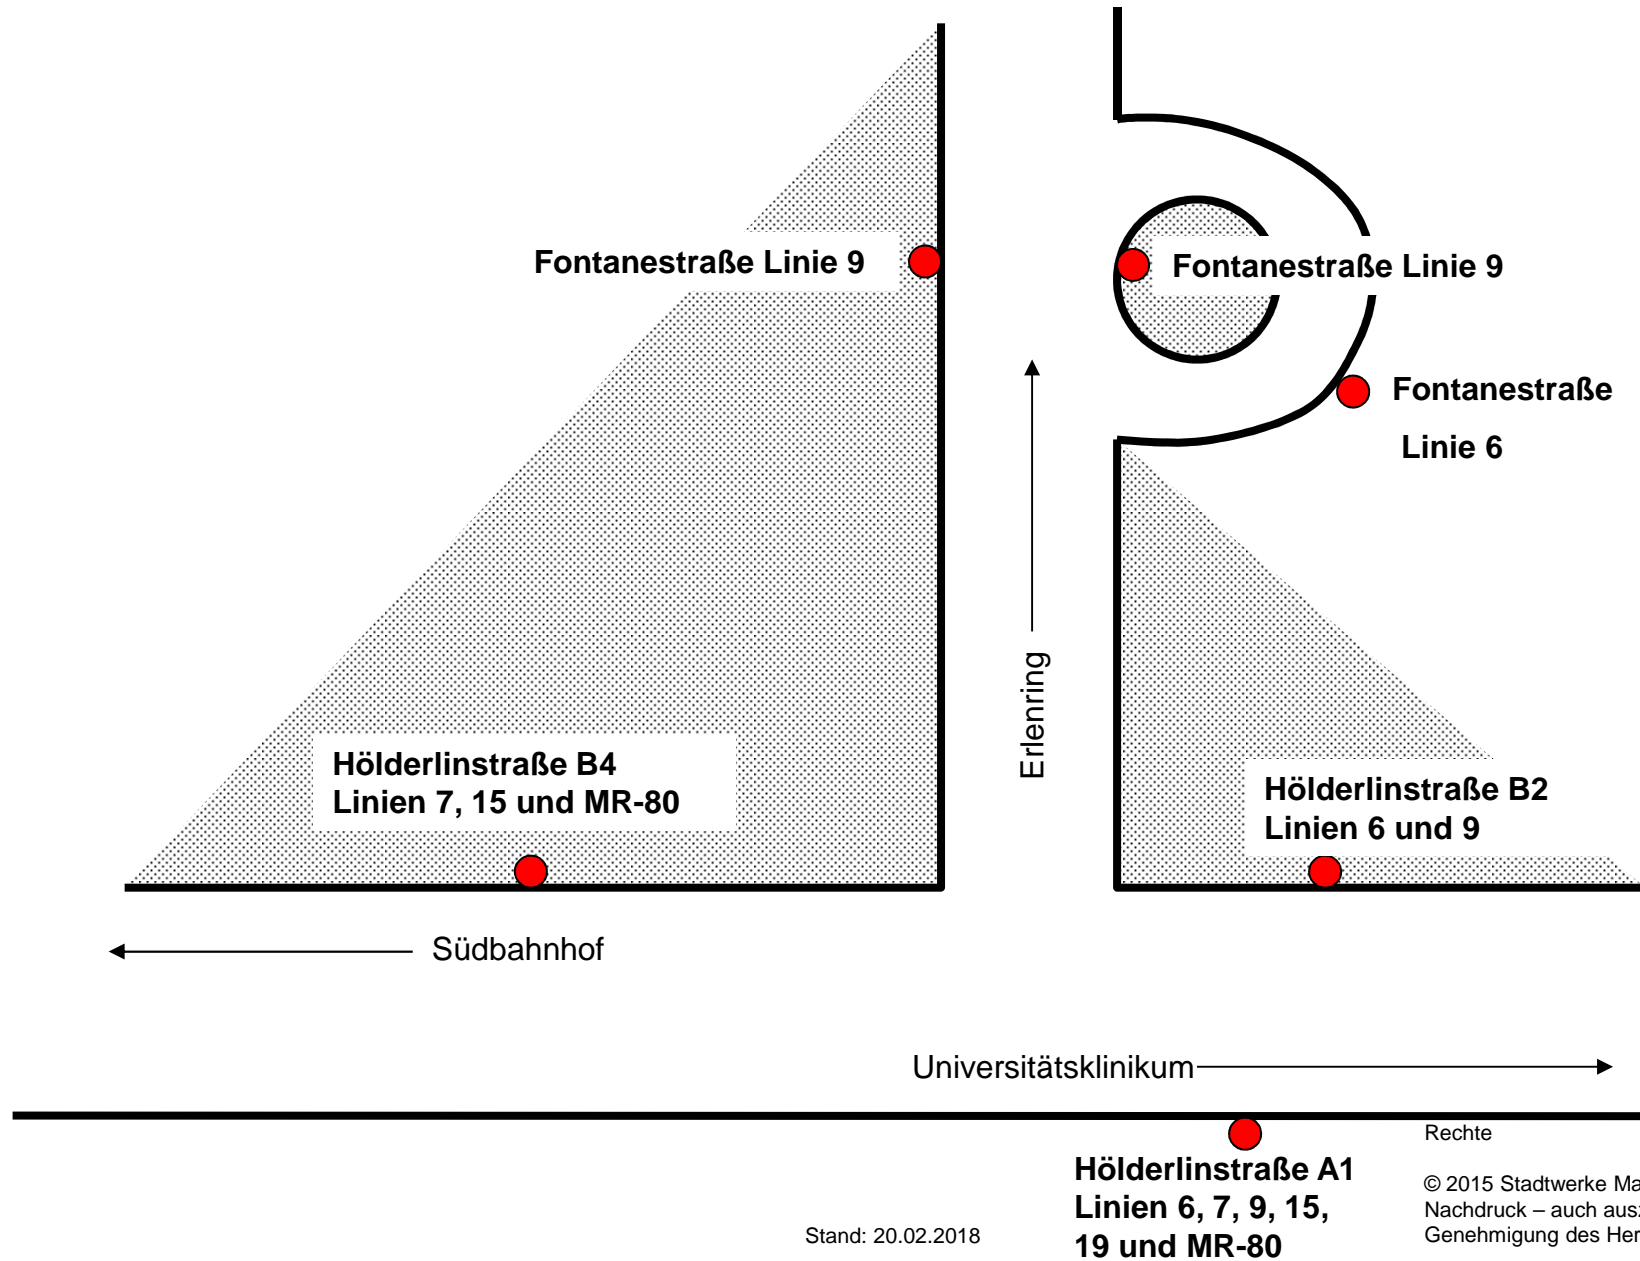 Fontanestraße Linie 9
Fontanestraße Linie 9
Fontanestraße
Linie 6
Erlenring
Hölderlinstraße B4
Linien 7, 15 und MR-80
Hölderlinstraße B2
Linien 6 und 9
Südbahnhof
Universitätsklinikum
Hölderlinstraße A1
Linien 6, 7, 9, 15,
19 und MR-80
Stand: 20.02.2018
Rechte
© 2015 Stadtwerke
Nachdruck – auch
Genehmigung des